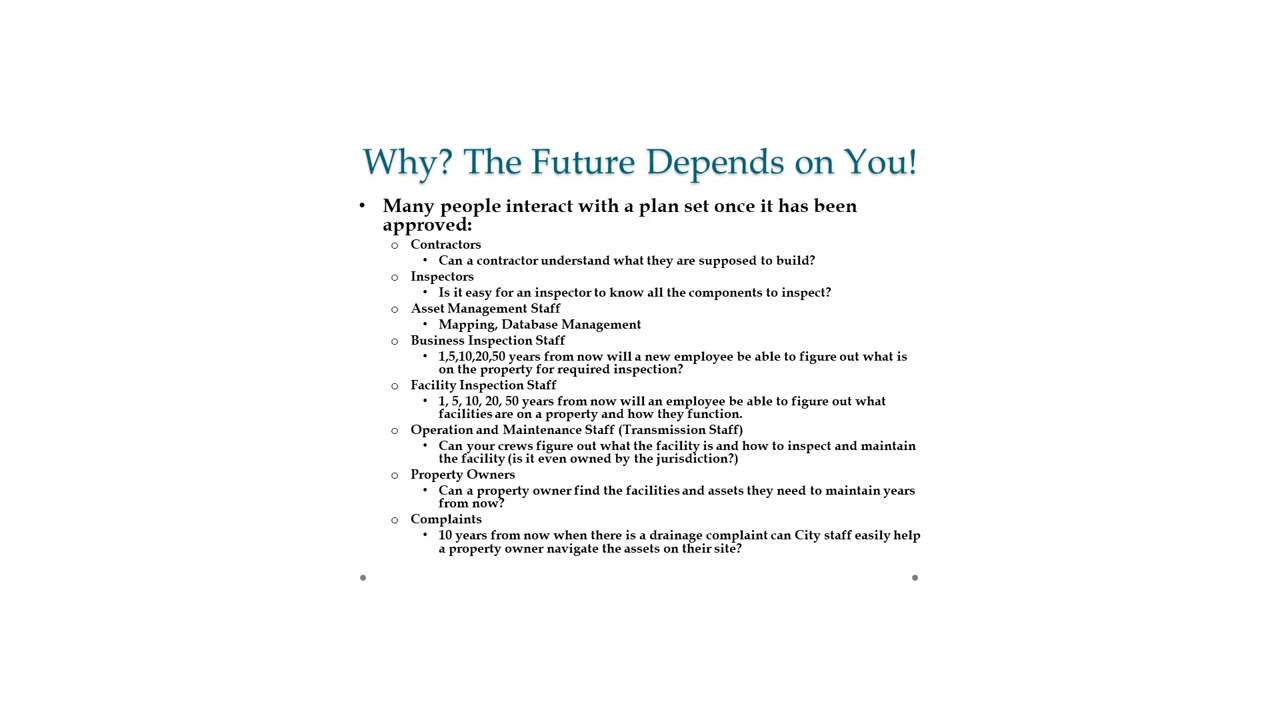 Why? The Future Depends on You!
• Many people interact with a plan set once it has been
approved:
o Contractors
• Can a contractor understand what they are supposed to build?
o Inspectors
• Is it easy for an inspector to know all the components to inspect?
o Asset Management Staff
• Mapping, Database Management
o Business Inspection Staff
• 1,5,10,20,50 years from now will a new employee be able to figure out what is
on the property for required inspection?
o Facility Inspection Staff
• 1, 5, 10, 20, 50 years from now will an employee be able to figure out what
facilities are on a property and how they function.
o Operation and Maintenance Staff (Transmission Staff)
• Can your crews figure out what the facility is and how to inspect and maintain
the facility (is it even owned by the jurisdiction?)
o Property Owners
• Can a property owner find the facilities and assets they need to maintain years
from now?
o Complaints
• 10 years from now when there is a drainage complaint can City staff easily help
a property owner navigate the assets on their site?